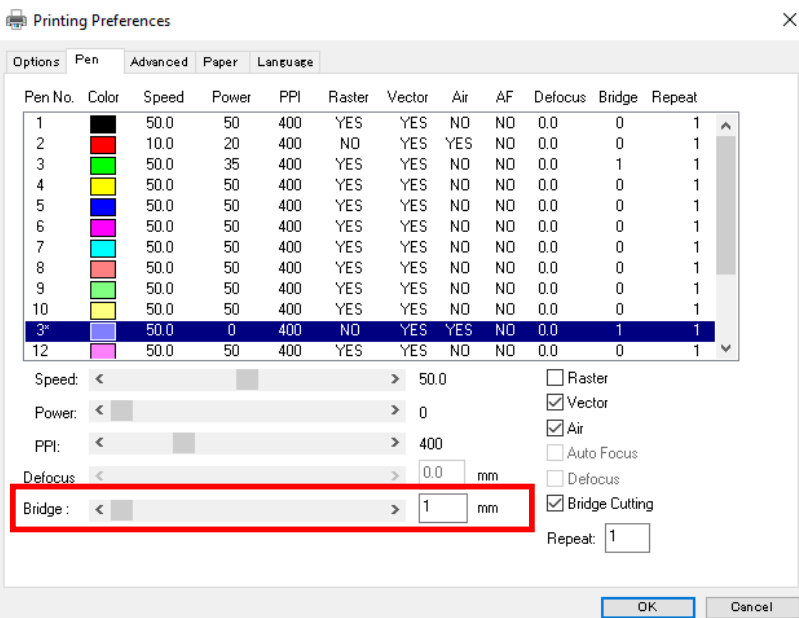 Printing Preferences
Options Pen Advanced Paper Language
Pen No. Color Speed Power PPI Raster Vector Air AF Defocus Bridge Repeat
1 50.0 50 400 YES YES NO NO 0.0 0 1
2 10.0 20 400 NO YES YES NO 0.0 0 1
3 50.0 35 400 YES YES NO NO 0.0 1 1
4 50.0 50 400 YES YES NO NO 0.0 0 1
5 50.0 50 400 YES YES NO NO 0.0 0 1
6 50.0 50 400 YES YES NO NO 0.0 0 1
7 50.0 50 400 YES YES NO NO 0.0 0 1
8 50.0 50 400 YES YES NO NO 0.0 0 1
9 50.0 50 400 YES YES NO NO 0.0 0 1
10 50.0 50 400 YES YES NO NO 0.0 0 1
3* 50.0 0 400 NO YES YES NO 0.0 1 1
12 50.0 50 400 YES YES NO NO 0.0 0 1
Speed: 50.0 Raster
Vector
Power: 0
Air
PPI: 400
Auto Focus
Defocus 0.0 mm Defocus
Bridge : 1 mm Bridge Cutting
Repeat: 1
OK Cancel